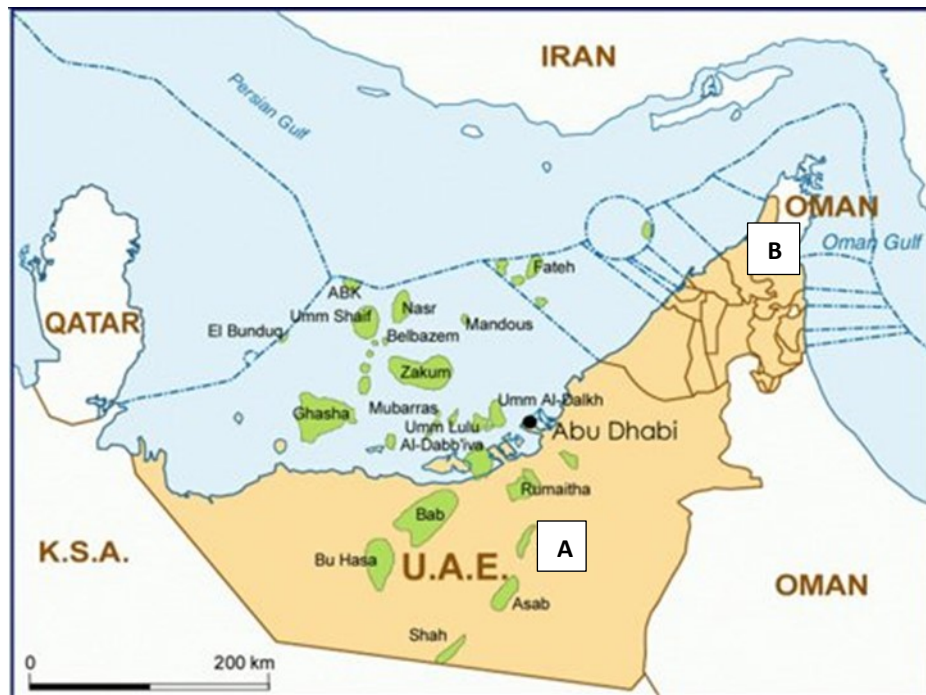 IRAN
Persian Gulf
OMAN
B
Oman Gulf
Fateh
ABK
QATAR
Umm Shaif
Nasr
El Bunduq
Mandous
Belbazem
Zakum
Umm Al-Dalkh
Ghasha
Mubarras
Umm Lulu
Abu Dhabi
Al-Dabb'iya
Rumaitha
Bab
K.S.A.
A
Bu Hasa
U.A.E.
OMAN
Asab
Shah
0
200 km